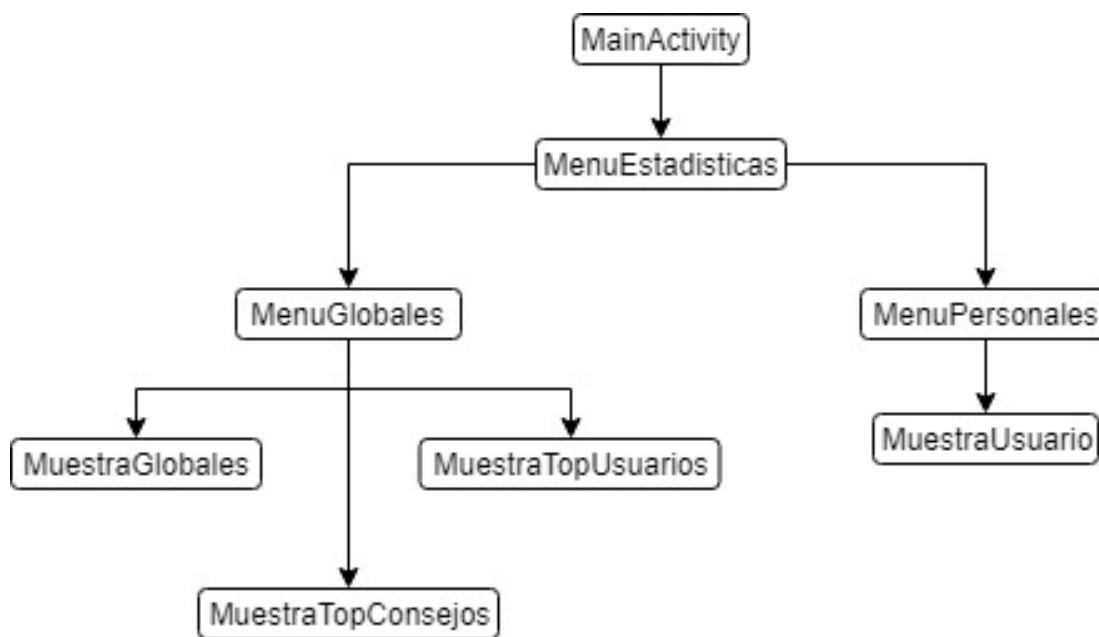 MainActivity
MenuEstadisticas
MenuGlobales
MenuPersonales
MuestraGlobales
MuestraTopUsuarios
MuestraUsuario
MuestraTopConsejos